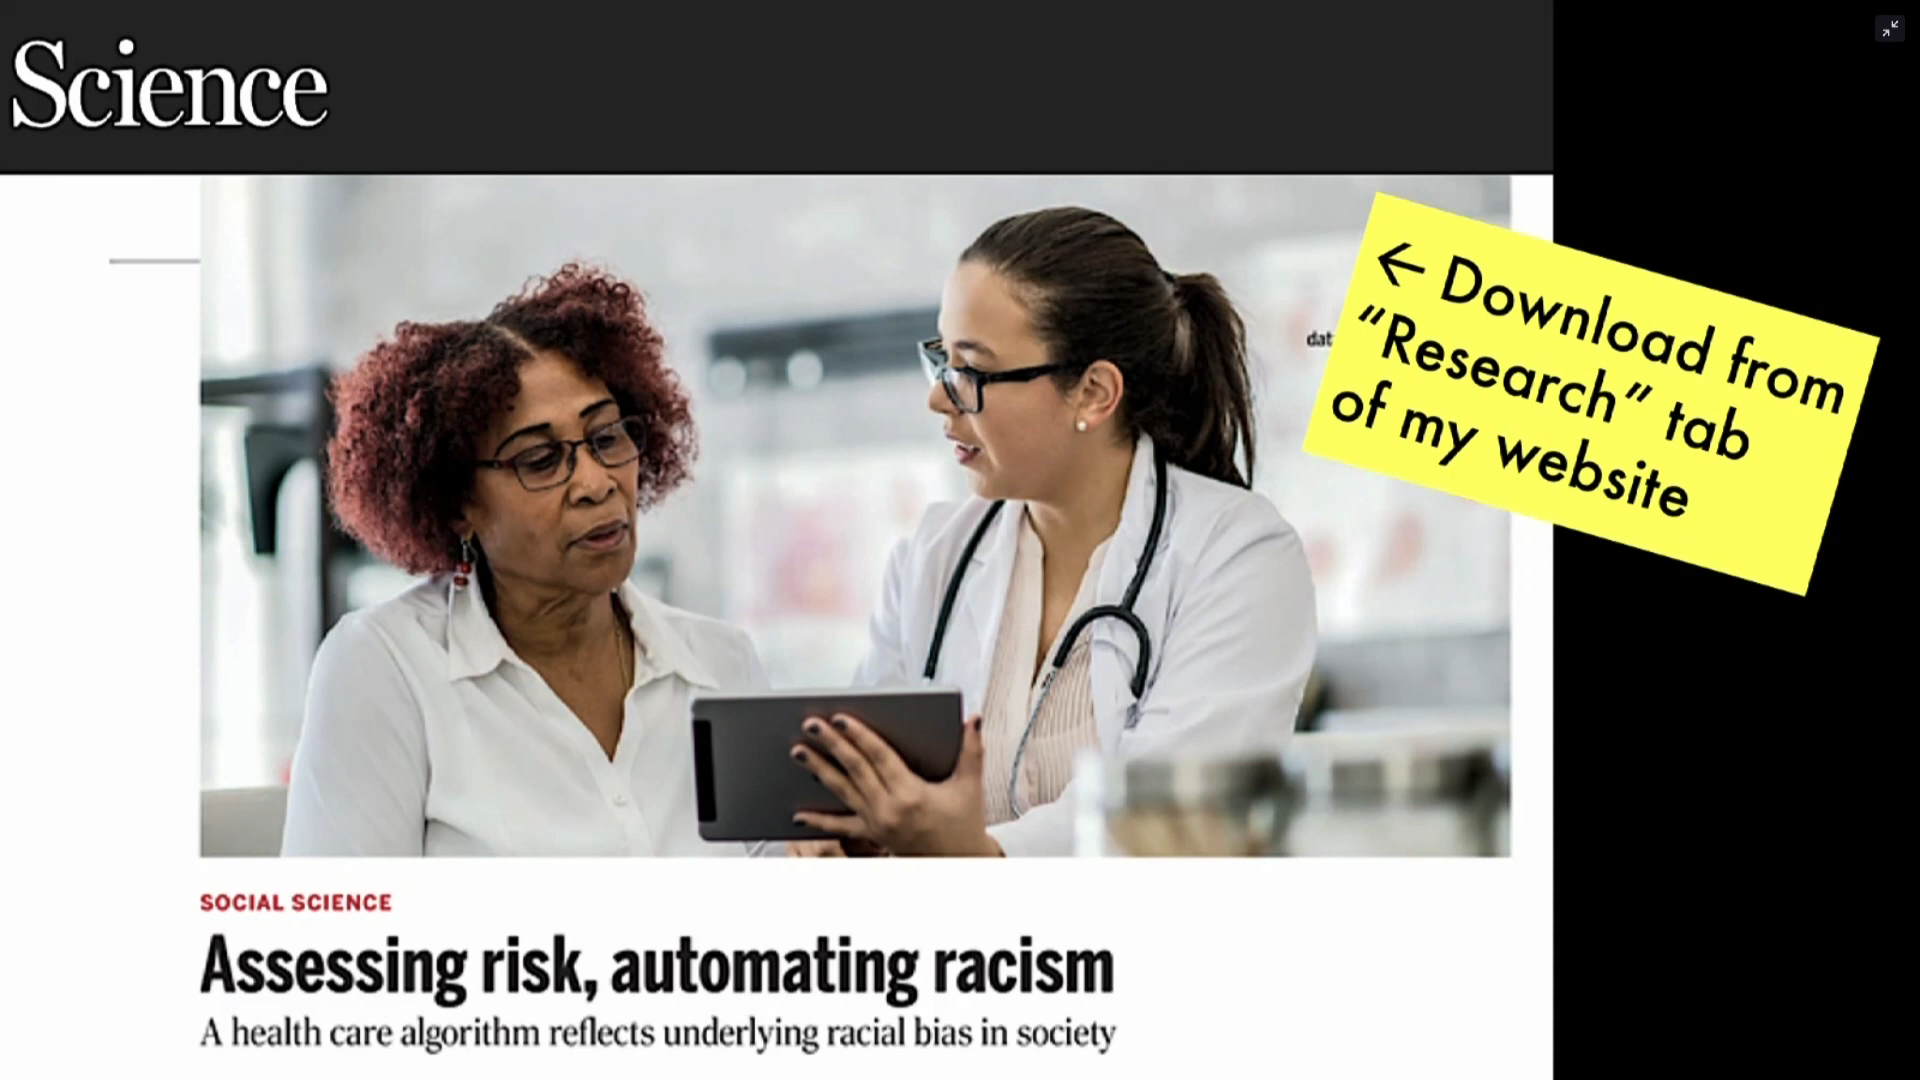 Science
dat
← Download from
“Research” tab
of my website
SOCIAL SCIENCE
Assessing risk, automating racism
A health care algorithm reflects underlying racial bias in society